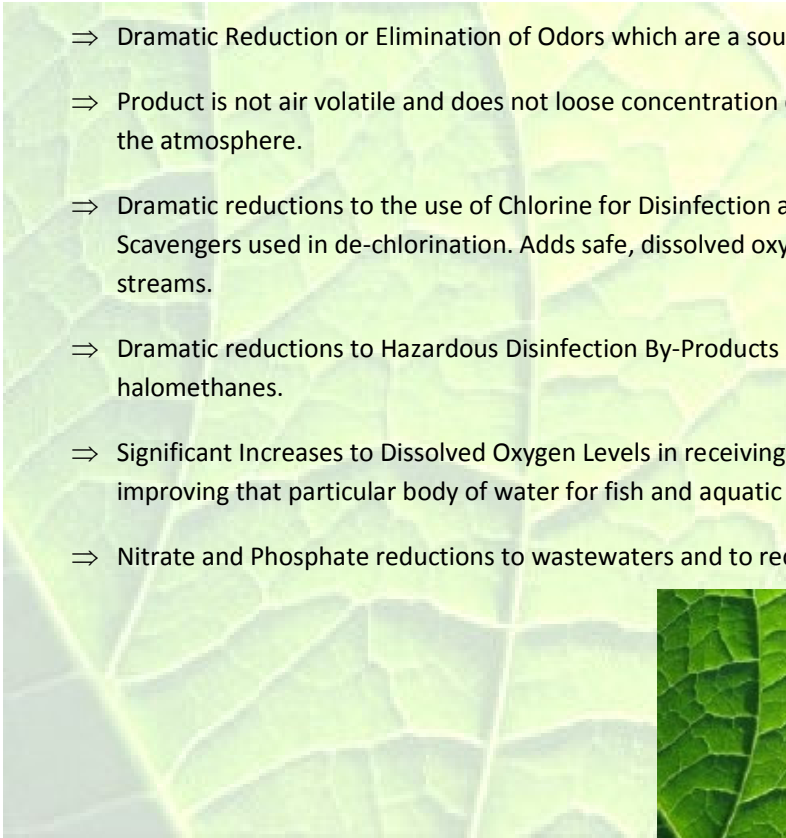 ⇒ Dramatic Reduction or Elimination of Odors which are a sou
⇒ Product is not air volatile and does not loose concentration
the atmosphere.
⇒ Dramatic reductions to the use of Chlorine for Disinfection a
Scavengers used in de-chlorination. Adds safe, dissolved oxy
streams.
⇒ Dramatic reductions to Hazardous Disinfection By-Products
halomethanes.
⇒ Significant Increases to Dissolved Oxygen Levels in receiving
improving that particular body of water for fish and aquatic
⇒ Nitrate and Phosphate reductions to wastewaters and to rec